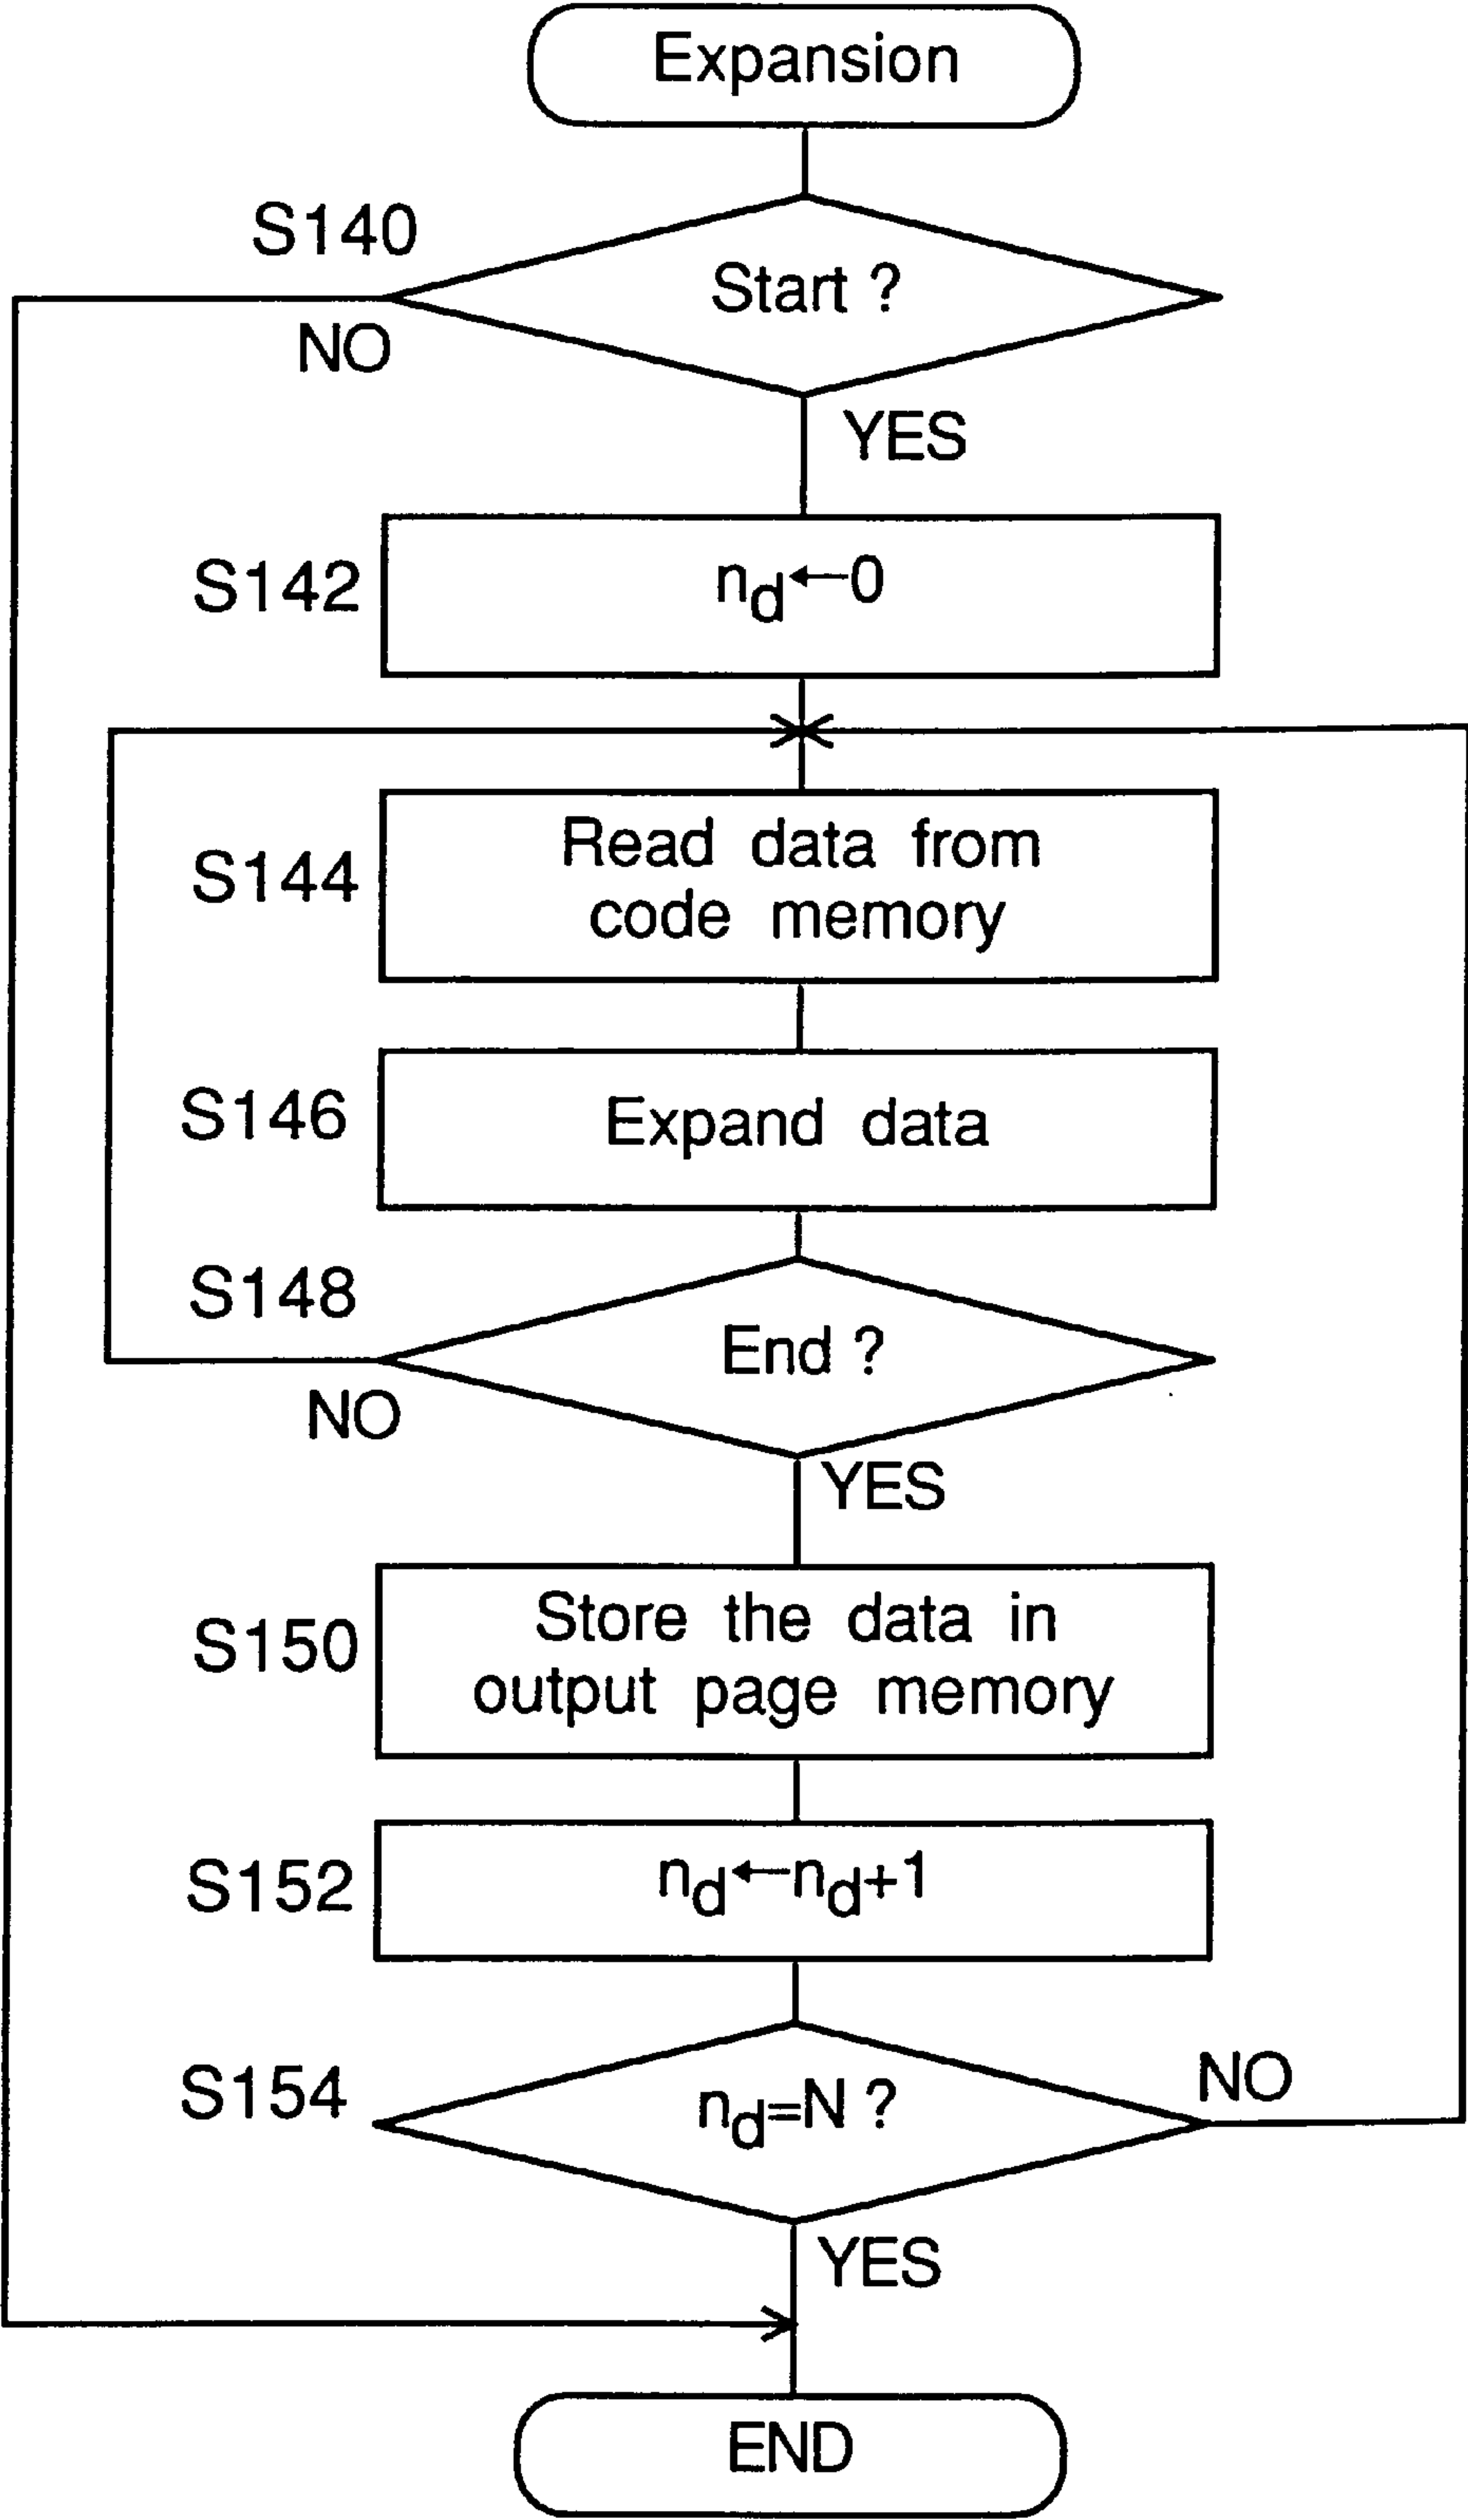 Expansion
S140
Start ?
NO
YES
S142
nd←0
S144
Read data from
code memory
S146
Expand data
S148
End ?
NO
YES
S150
Store the data in
output page memory
S152
nd←nd+1
S154
nd=N ?
NO
YES
END